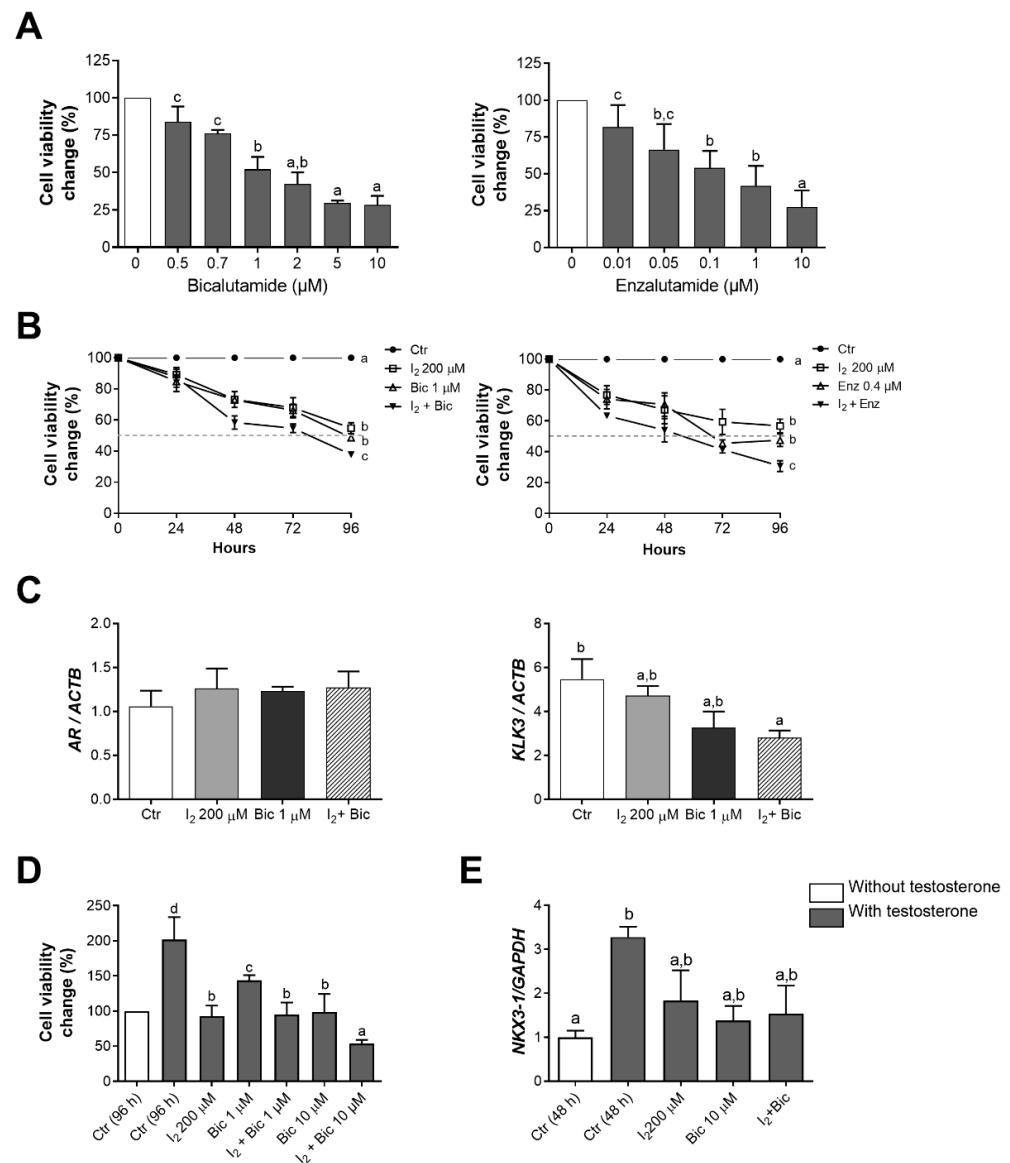 A
Cell viability
change (%)
125
100
75
50
25
0
c
c
b
a,b
a
a
0 0.5 0.7 1 2 5 10
Bicalutamide (µM)
Cell viability
change (%)
125
100
75
50
25
0
c
b,c
b
b
a
0 0.01 0.05 0.1 1 10
Enzalutamide (µM)
B
Cell viability
change (%)
100
80
60
40
20
0
0 24 48 72 96
Hours
a
b
b
c
Ctr
I₂ 200 µM
Bic 1 µM
I₂ + Bic
Cell viability
change (%)
100
80
60
40
20
0
0 24 48 72 96
Hours
a
b
b
c
Ctr
I₂ 200 µM
Enz 0.4 µM
I₂ + Enz
C
AR / ACTB
2.0
1.5
1.0
0.5
0.0
Ctr I₂ 200 µM Bic 1 µM I₂+ Bic
KLK3 / ACTB
8
6
4
2
0
b
a,b
a,b
a
Ctr I₂ 200 µM Bic 1 µM I₂+ Bic
D
Cell viability
change (%)
250
200
150
100
50
0
d
b
c
b
b
a
Ctr (96 h)
Ctr (96 h)
I₂ 200 µM
Bic 1 µM
I₂ + Bic 1 µM
Bic 10 µM
I₂ + Bic 10 µM
E
Without testosterone
With testosterone
NKX3-1/GAPDH
4
3
2
1
0
a
b
a,b
a,b
a,b
Ctr (48 h)
Ctr (48 h)
I₂200 µM
Bic 10 µM
I₂+Bic